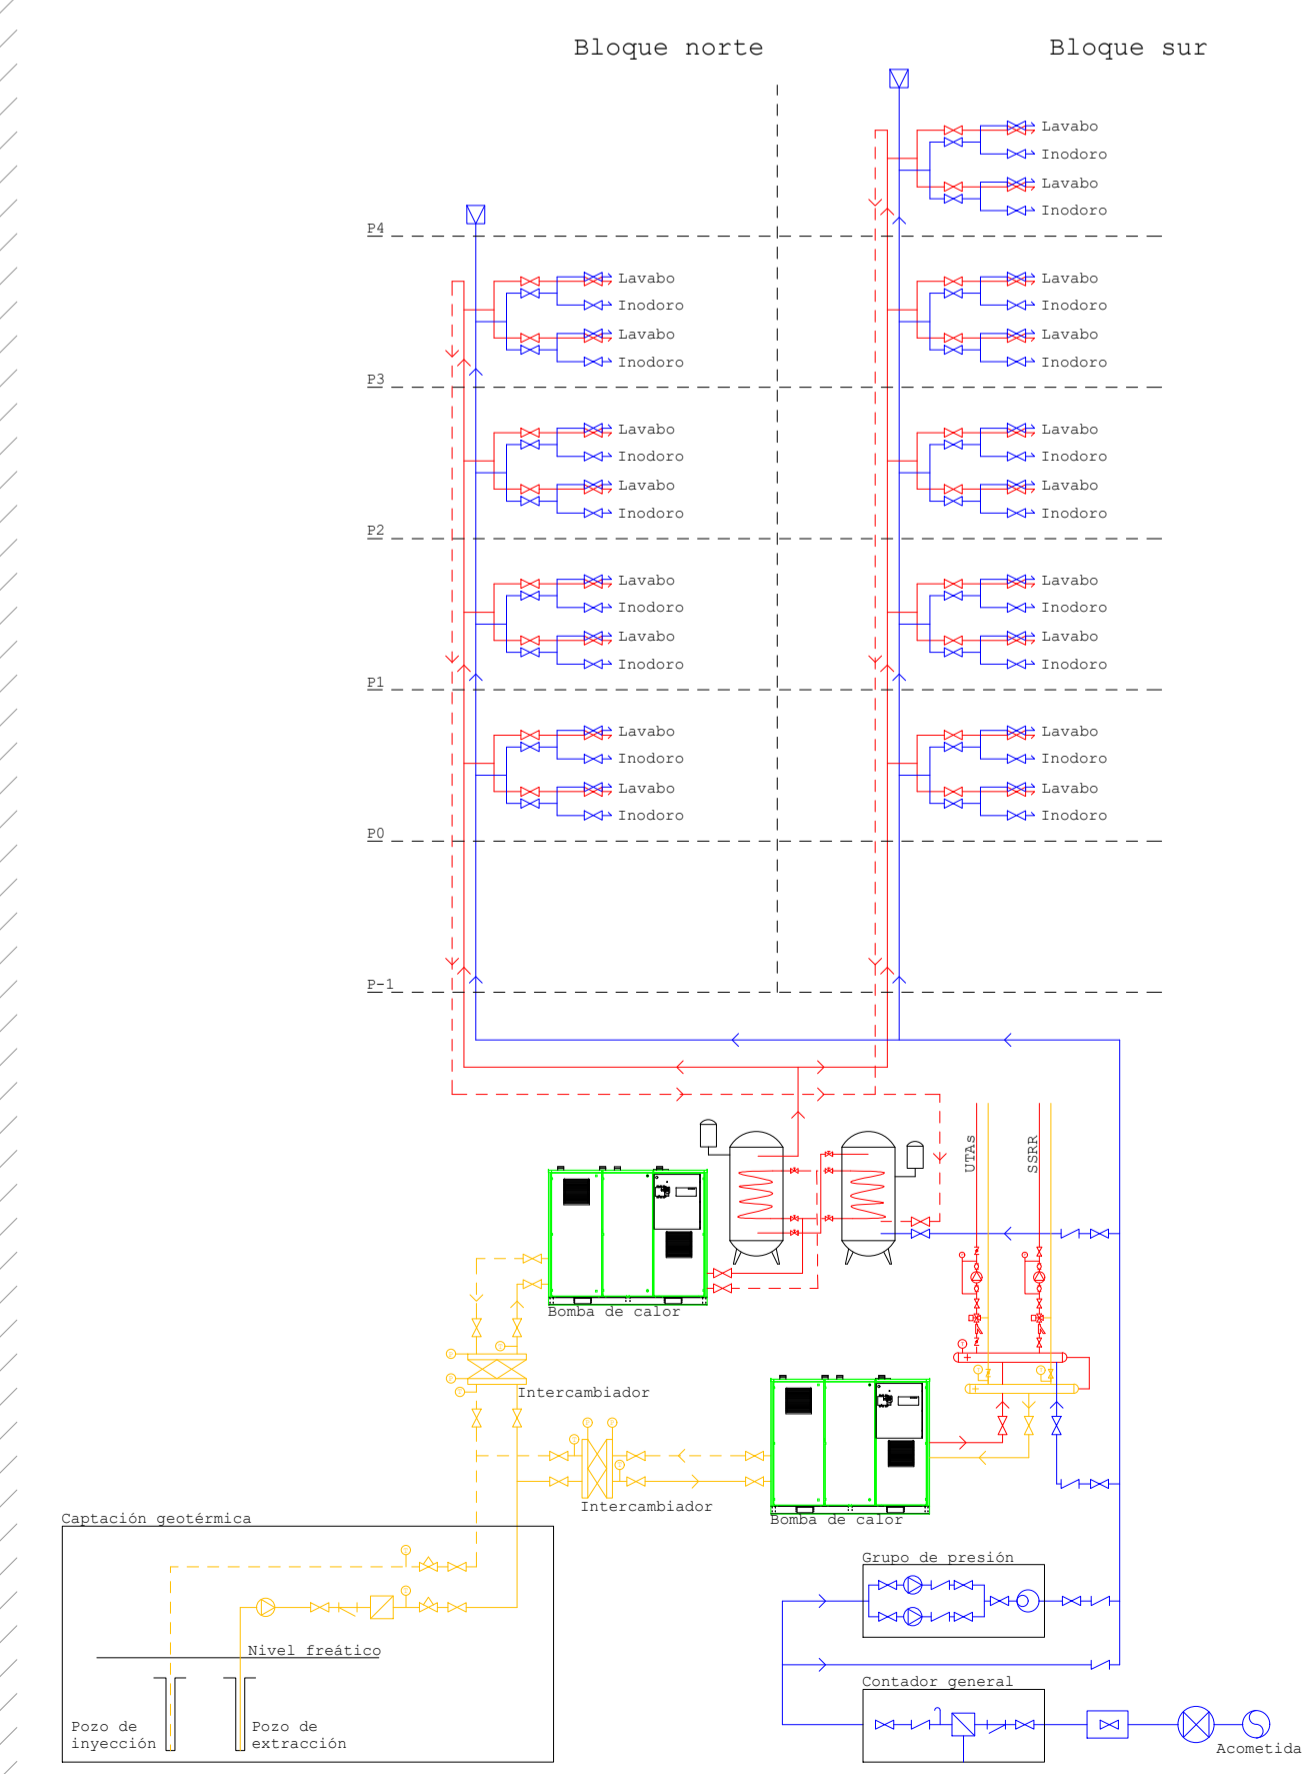 Bloque norte
Bloque sur
Lavabo
Inodoro
Lavabo
Inodoro
P4
Lavabo
Inodoro
Lavabo
Inodoro
Lavabo
Inodoro
Lavabo
Inodoro
P3
Lavabo
Inodoro
Lavabo
Inodoro
Lavabo
Inodoro
Lavabo
Inodoro
P2
Lavabo
Inodoro
Lavabo
Inodoro
Lavabo
Inodoro
Lavabo
Inodoro
P1
Lavabo
Inodoro
Lavabo
Inodoro
Lavabo
Inodoro
Lavabo
Inodoro
P0
P-1
UTAs
SSRR
Bomba de calor
Intercambiador
Intercambiador
Bomba de calor
Captación geotérmica
Nivel freático
Pozo de
inyección
Pozo de
extracción
Grupo de presión
Contador general
Acometida